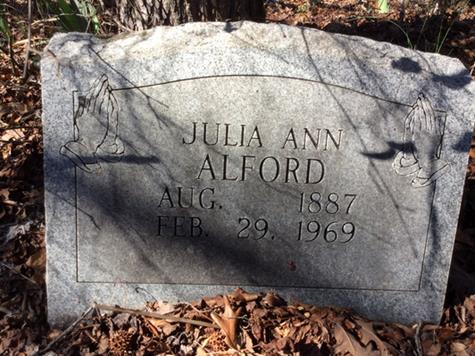 JULIA ANN
ALFORD
AUG. 1887
FEB. 29, 1969